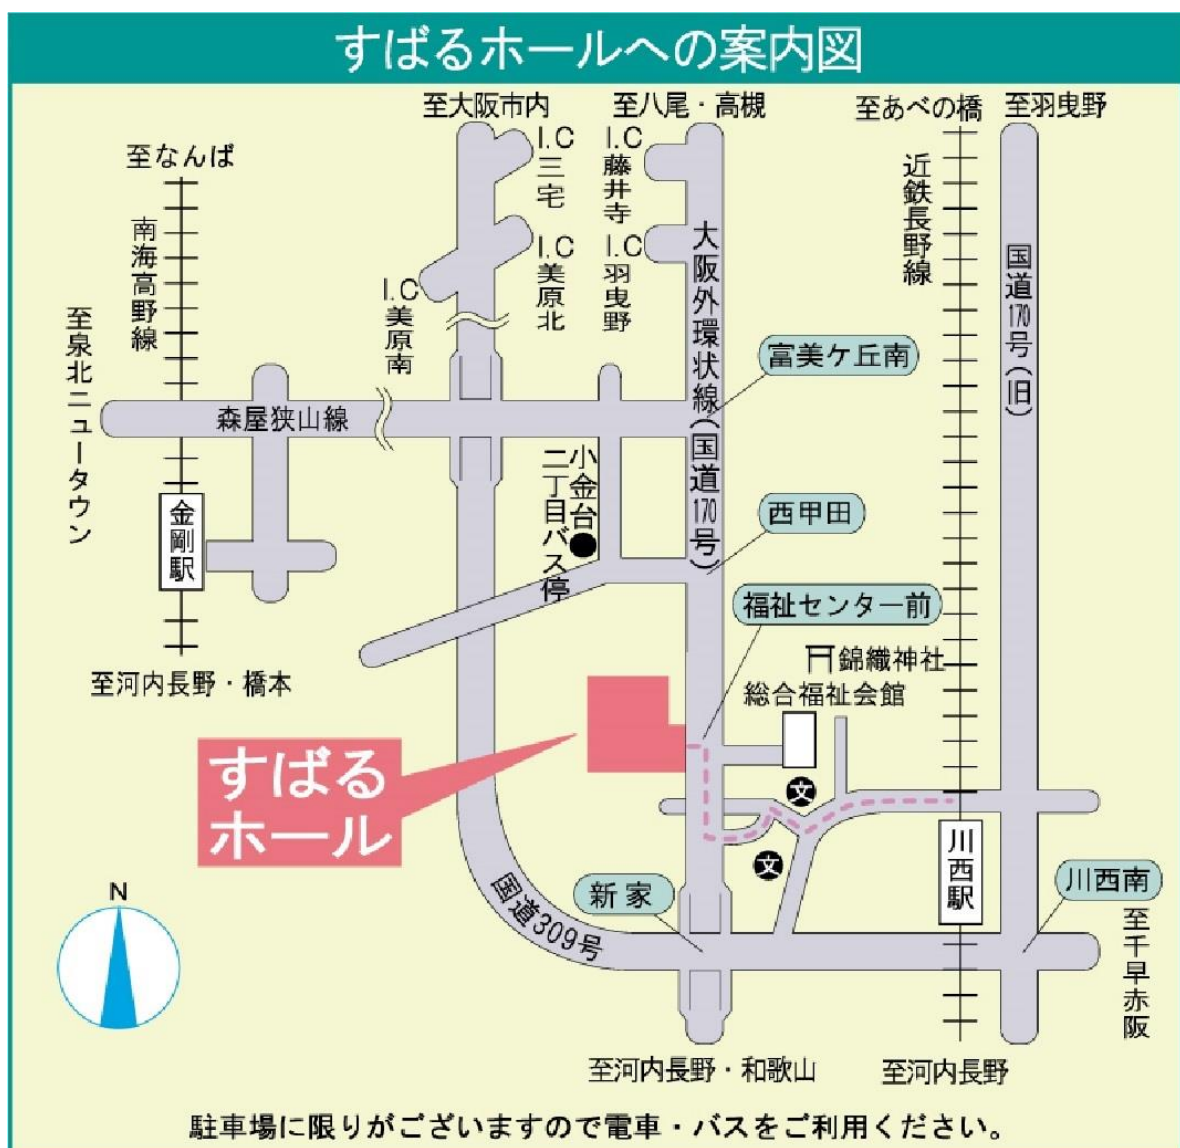 すばるホールへの案内図
至大阪市内
至八尾・高槻
至あべの橋
至羽曳野
至なんば
南海高野線
I.C三宅
I.C藤井寺
I.C美原北
I.C羽曳野
I.C美原南
大阪外環状線(国道170号)
近鉄長野線
国道170号(旧)
至泉北ニュータウン
森屋狭山線
富美ケ丘南
小金台
二丁目バス停
西甲田
金剛駅
福祉センター前
錦織神社
至河内長野・橋本
総合福祉会館
すばる
ホール
文
文
川西駅
新家
川西南
N
国道309号
至千早赤阪
至河内長野・和歌山
至河内長野
駐車場に限りがございますので電車・バスをご利用ください。